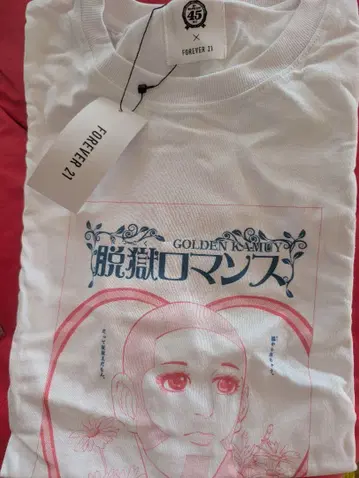 45
×
FOREVER 21
FOREVER 21
GOLDEN KAMUY
脱獄ロマンス